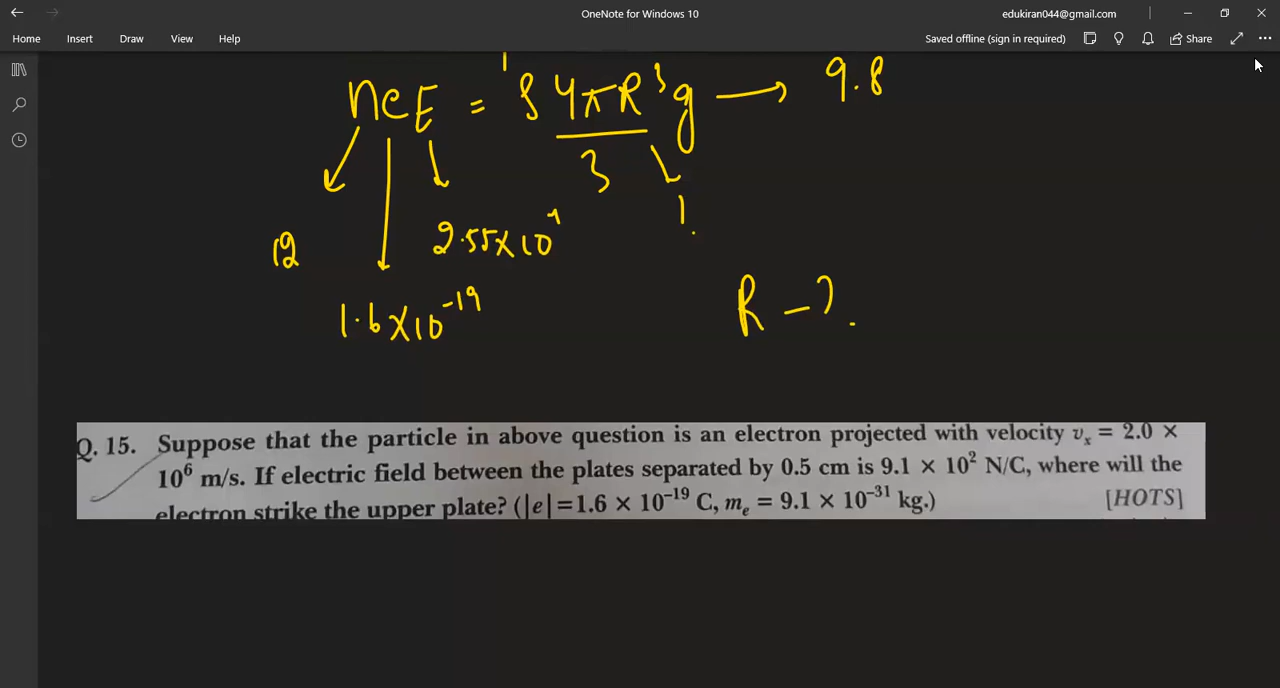 OneNote for Windows 10
edukiran044@gmail.com
Home Insert Draw View Help
Saved offline (sign in required) Share
neE = ρ 4πR³g → 9.8
3
12
2.55×10⁴
1.
1.6×10⁻¹⁹
R – ?
Q. 15. Suppose that the particle in above question is an electron projected with velocity vₓ = 2.0 ×
10⁶ m/s. If electric field between the plates separated by 0.5 cm is 9.1 × 10² N/C, where will the
electron strike the upper plate? (|e|=1.6 × 10⁻¹⁹ C, mₑ = 9.1 × 10⁻³¹ kg.) [HOTS]